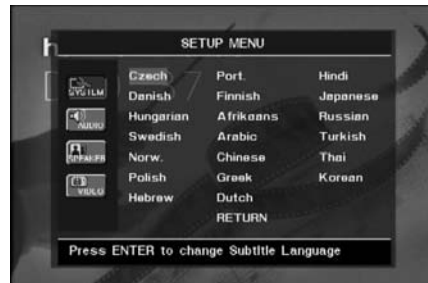 SETUP MENU
Czech Port. Hindi
Danish Finnish Japanese
Hungarian Afrikaans Russian
Swedish Arabic Turkish
Norw. Chinese Thai
Polish Greek Korean
Hebrew Dutch
RETURN
SYSTEM
AUDIO
SPEAKER
VIDEO
Press ENTER to change Subtitle Language